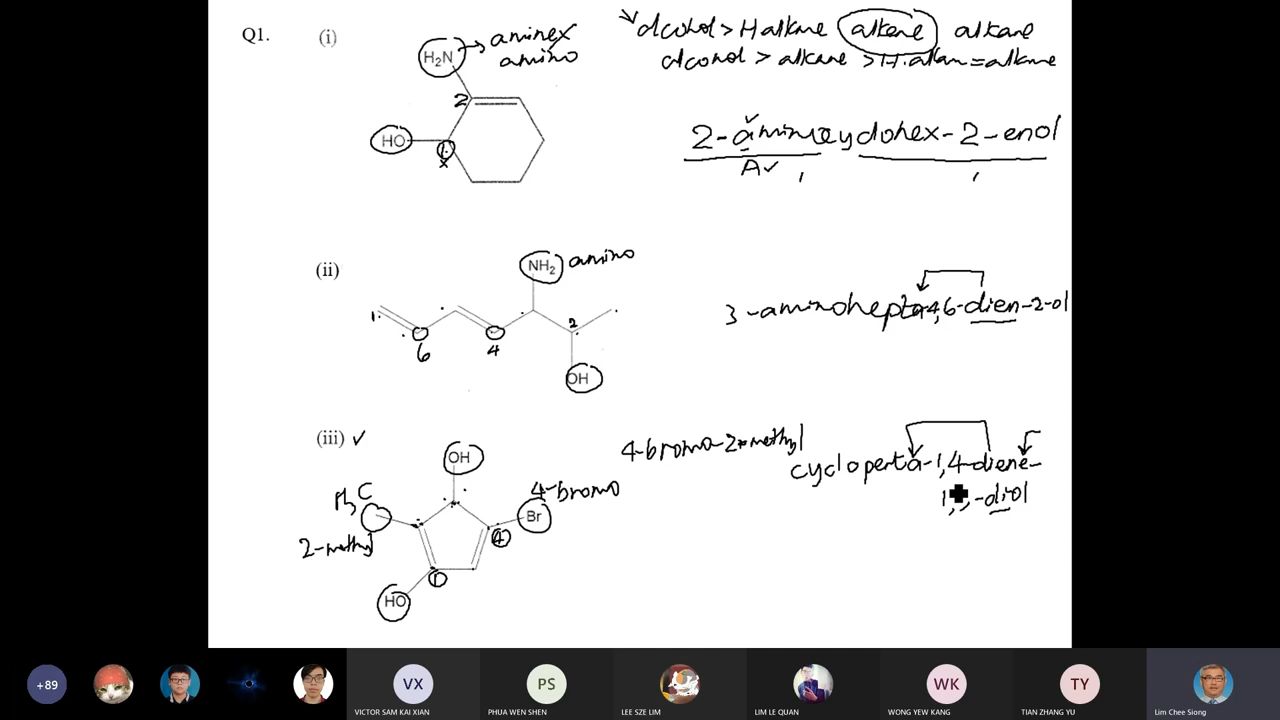 Q1.
(i)
H₂N → aminex
amino
2
HO
1
x
alcohol > Halkane alkene alkane
alcohol > alkene > H.alkan = alkane
2-aminocyclohex-2-enol
A✓
(ii)
NH₂ amino
1
6
4
2
OH
3-aminohepta-4,6-dien-2-ol
(iii) ✓
OH
H₃C
2-methyl
4-bromo
Br
4
1
HO
4-bromo-2-methyl
cyclopenta-1,4-diene-
1,3-diol
+89
VX
PS
WK
TY
VICTOR SAM KAI XIAN
PHUA WEN SHEN
LEE SZE LIM
LIM LE QUAN
WONG YEW KANG
TIAN ZHANG YU
Lim Chee Siong